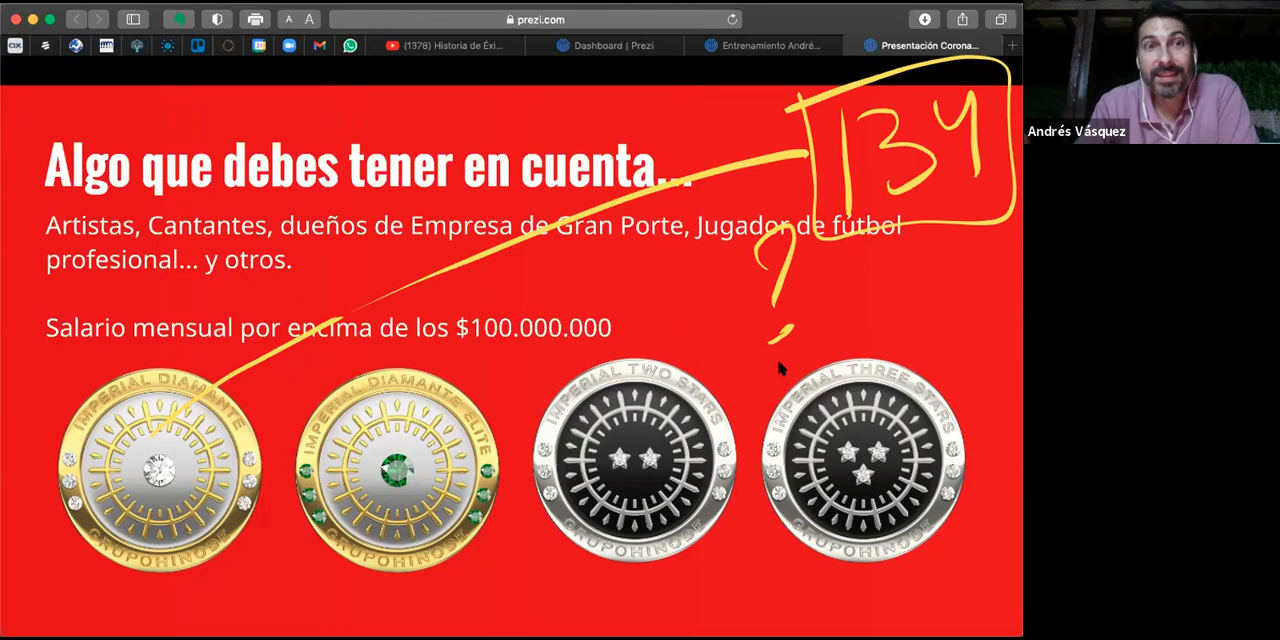 A A
prezi.com
OX
(1378) Historia de Éxi...
Dashboard | Prezi
Entrenamiento André...
Presentación Corona...
Andrés Vásquez
134
Algo que debes tener en cuenta...
Artistas, Cantantes, dueños de Empresa de Gran Porte, Jugador de fútbol
profesional... y otros.
?
Salario mensual por encima de los $100.000.000
IMPERIAL DIAMANTE
GRUPOHINODE
IMPERIAL DIAMANTE ELITE
GRUPOHINODE
IMPERIAL TWO STARS
GRUPOHINODE
IMPERIAL THREE STARS
GRUPOHINODE